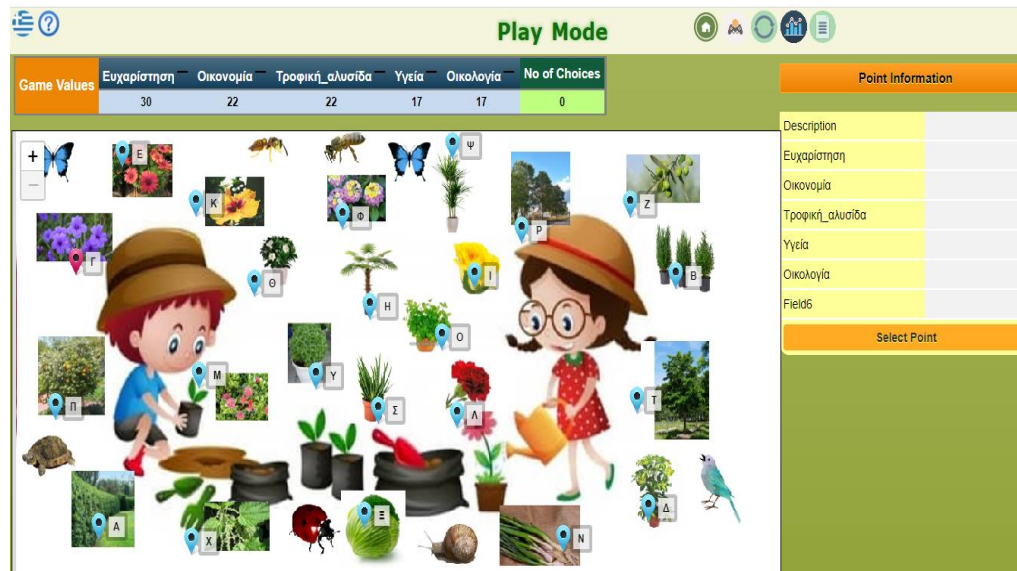 Play Mode
Game Values
Ευχαρίστηση Οικονομία Τροφική_αλυσίδα Υγεία Οικολογία No of Choices
30 22 22 17 17 0
Point Information
Description
Ευχαρίστηση
Οικονομία
Τροφική_αλυσίδα
Υγεία
Οικολογία
Field6
Select Point
+
−
Ε
Ψ
Κ
Φ
Ζ
Ρ
Γ
Θ
Ι
Β
Η
Ο
Μ
Υ
Π
Σ
Λ
Τ
Α
Χ
Ξ
Ν
Δ